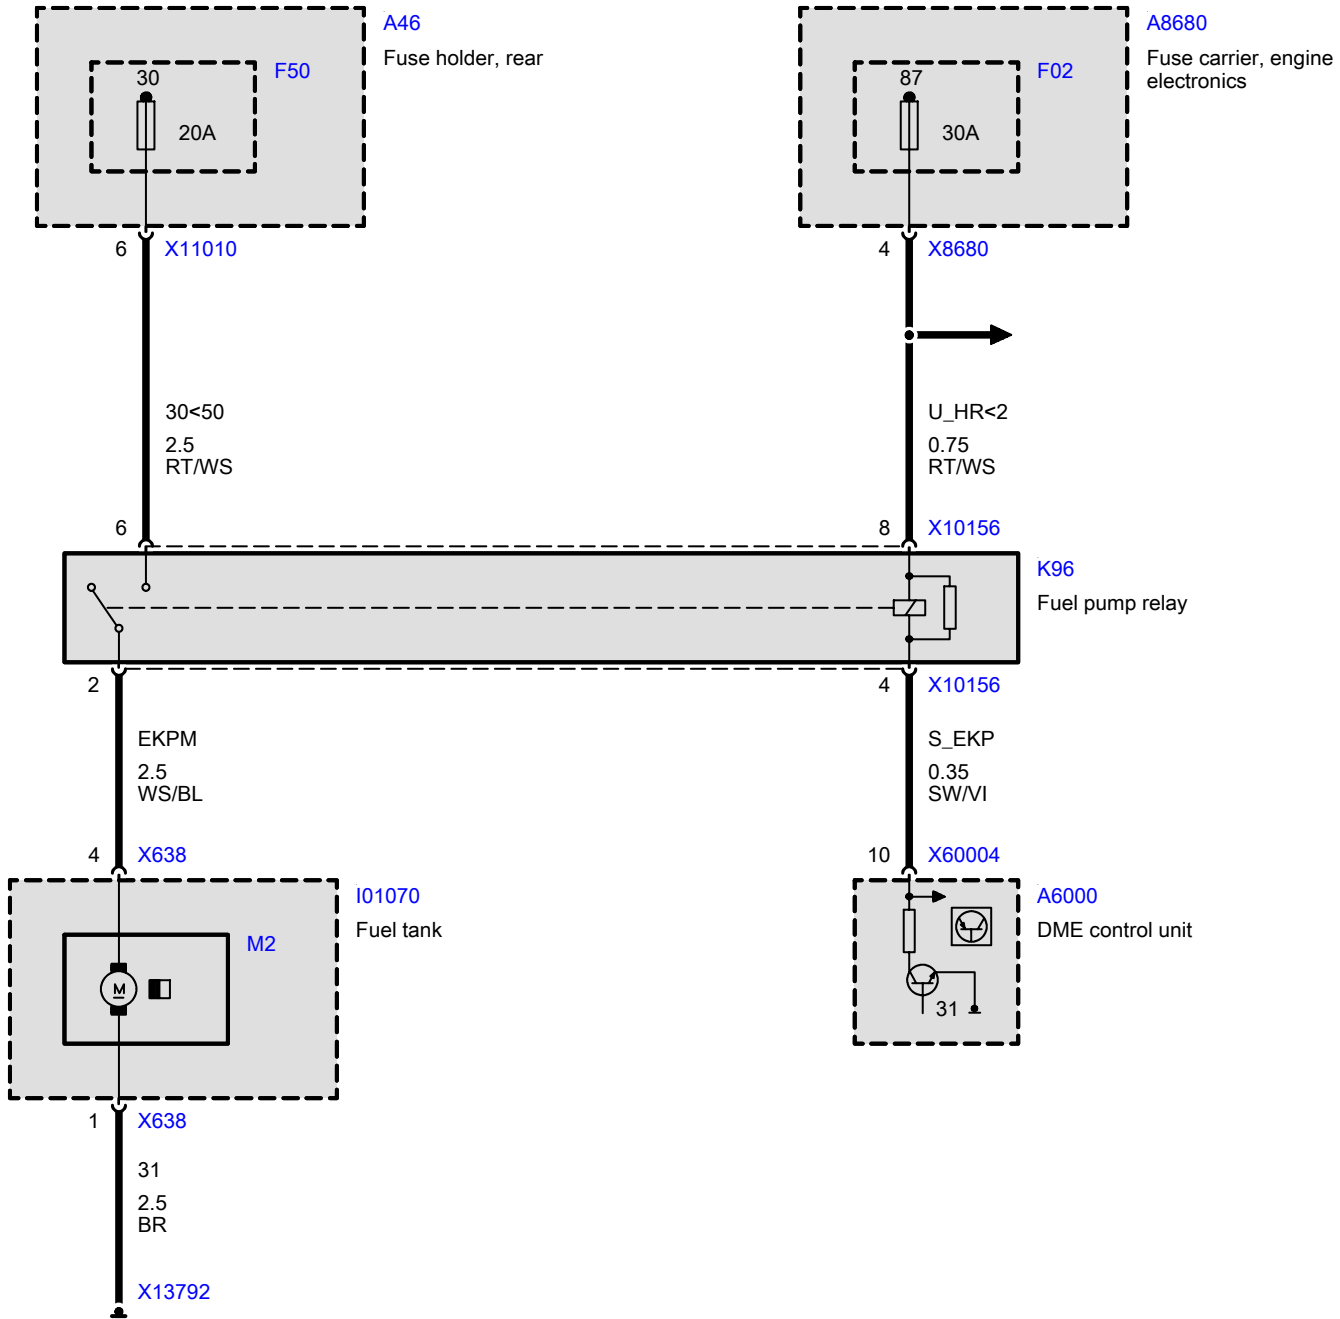 A46
Fuse holder, rear
F50
30
20A
6
X11010
A8680
Fuse carrier, engine
electronics
F02
87
30A
4
X8680
30<50
2.5
RT/WS
U_HR<2
0.75
RT/WS
6
8
X10156
K96
Fuel pump relay
2
4
X10156
EKPM
2.5
WS/BL
S_EKP
0.35
SW/VI
4
X638
10
X60004
I01070
Fuel tank
M2
M
A6000
DME control unit
31
1
X638
31
2.5
BR
X13792